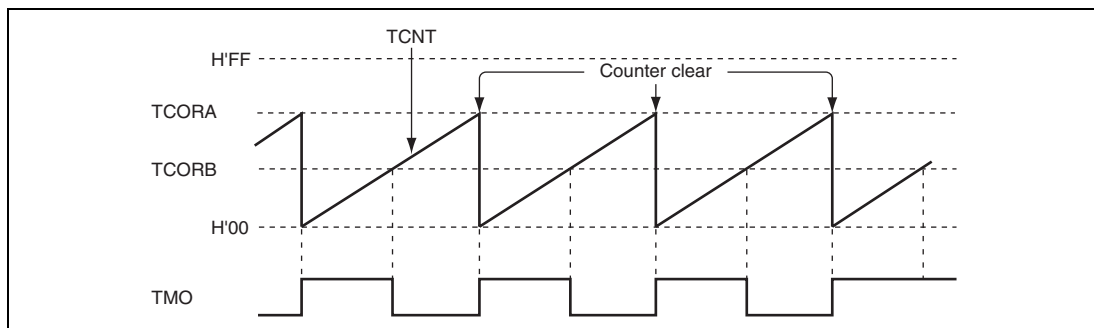 TCNT
H'FF
Counter clear
TCORA
TCORB
H'00
TMO